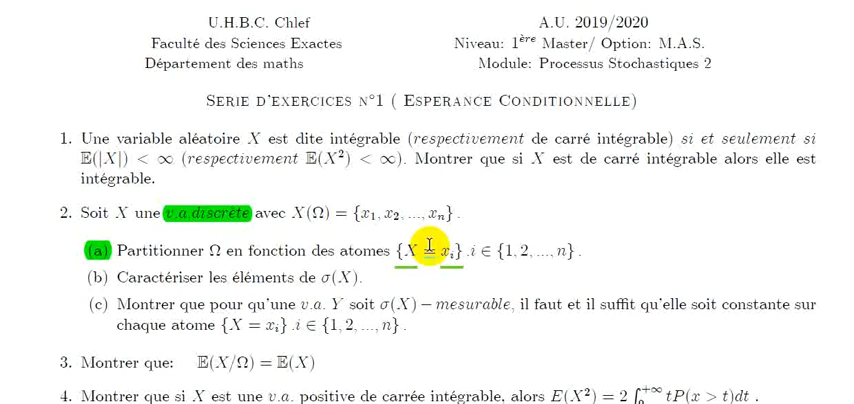 U.H.B.C. Chlef
A.U. 2019/2020
Faculté des Sciences Exactes
Niveau: 1ère Master/ Option: M.A.S.
Département des maths
Module: Processus Stochastiques 2
SERIE D'EXERCICES N°1 ( ESPERANCE CONDITIONNELLE)
1. Une variable aléatoire X est dite intégrable (respectivement de carré intégrable) si et seulement si
𝔼(|X|) < ∞ (respectivement 𝔼(X²) < ∞). Montrer que si X est de carré intégrable alors elle est
intégrable.
2. Soit X une v.a discrète avec X(Ω) = {x₁, x₂, ..., xₙ} .
(a) Partitionner Ω en fonction des atomes {X = xᵢ} .i ∈ {1, 2, ..., n} .
(b) Caractériser les éléments de σ(X).
(c) Montrer que pour qu'une v.a. Y soit σ(X) − mesurable, il faut et il suffit qu'elle soit constante sur
chaque atome {X = xᵢ} .i ∈ {1, 2, ..., n} .
3. Montrer que: 𝔼(X/Ω) = 𝔼(X)
4. Montrer que si X est une v.a. positive de carrée intégrable, alors E(X²) = 2 ∫₀⁺∞ tP(x > t)dt .